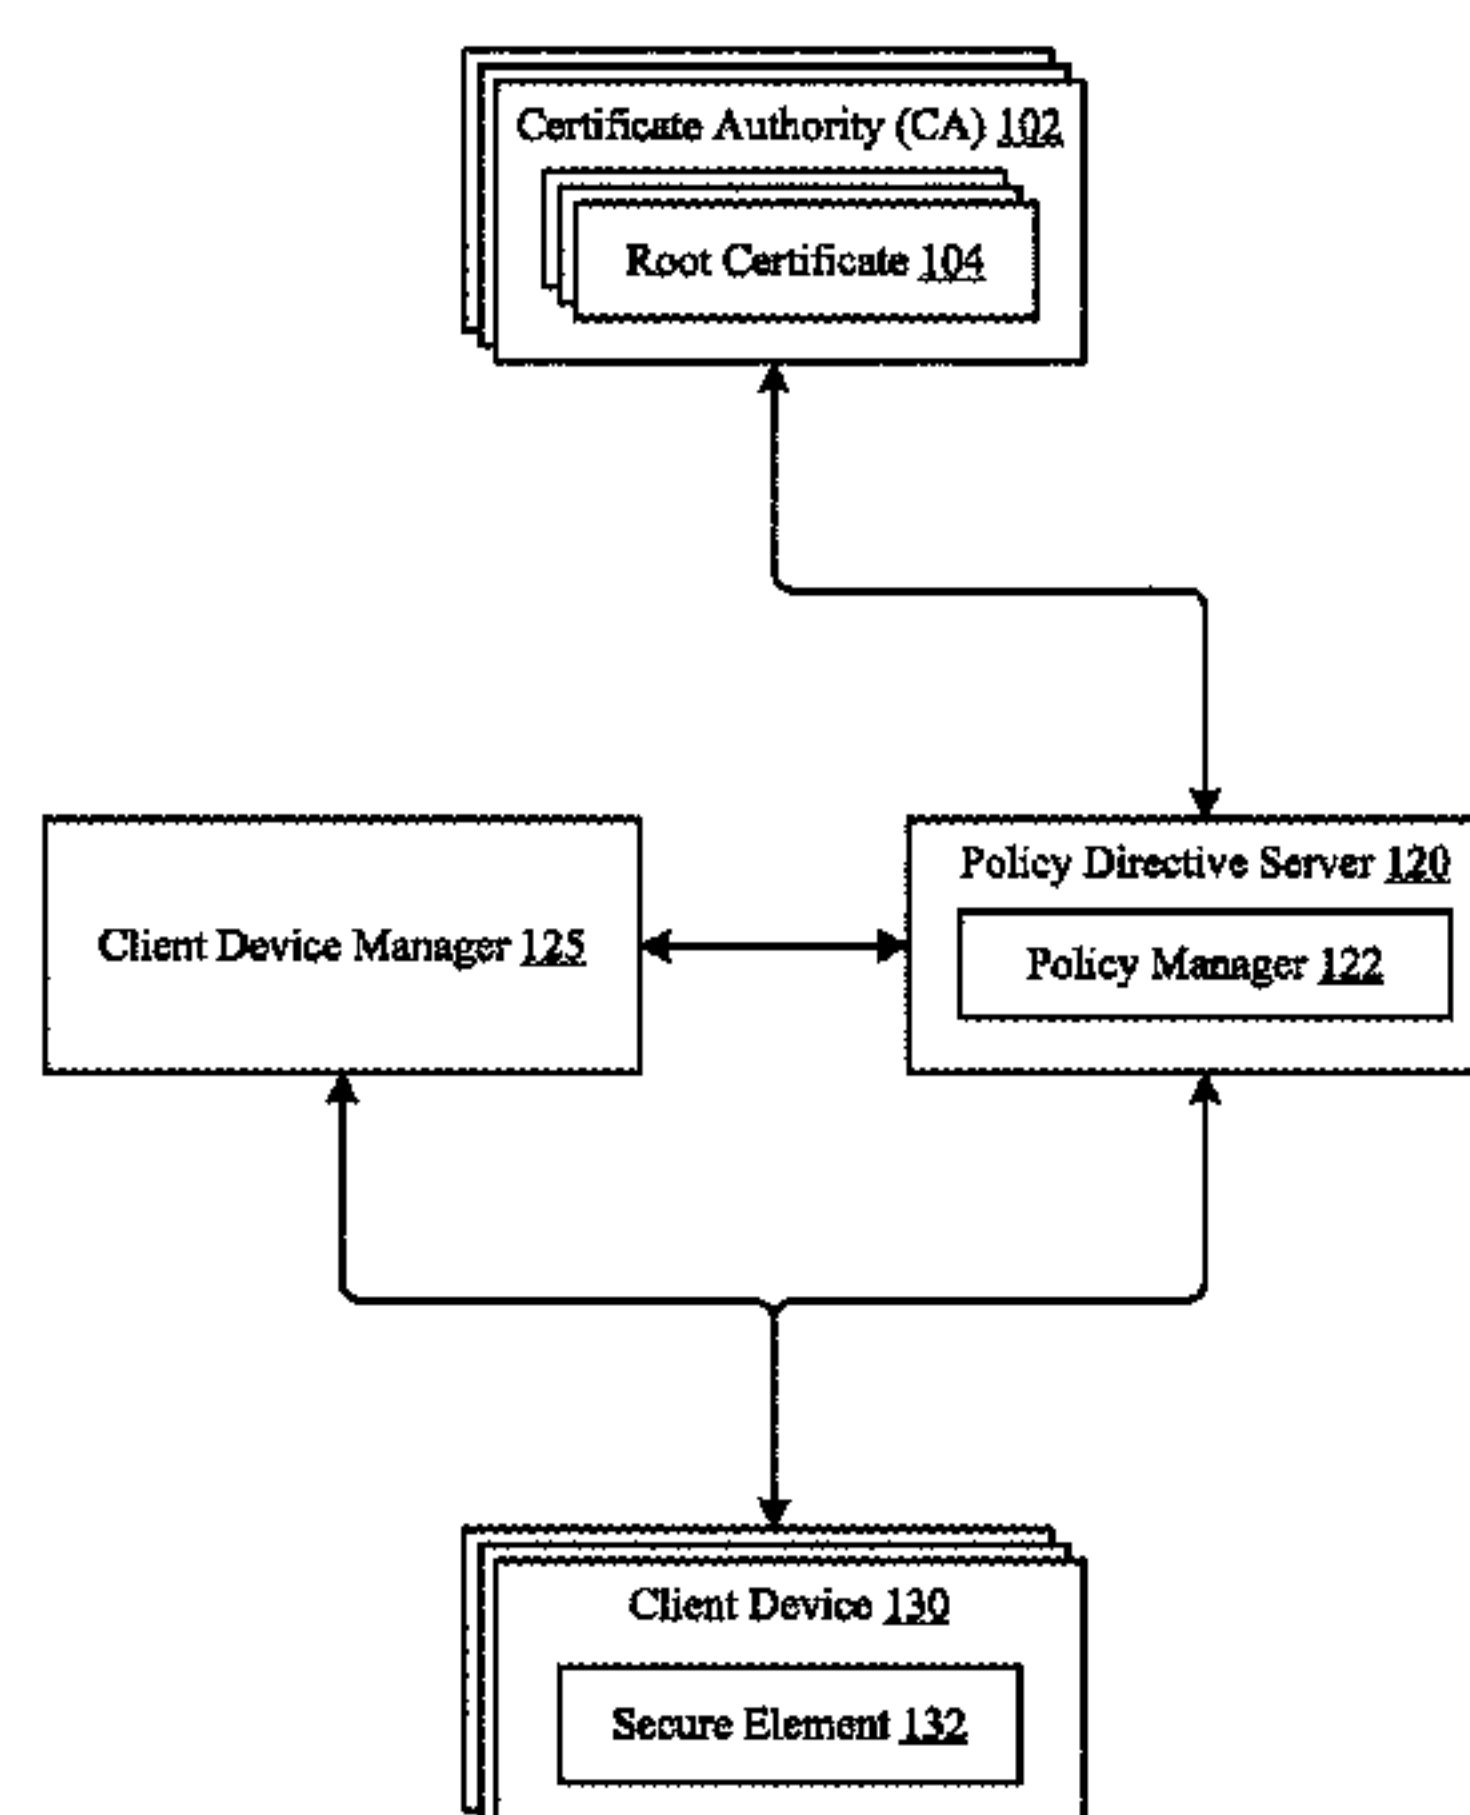 Certificate Authority (CA) 102
Root Certificate 104
Client Device Manager 125
Policy Directive Server 120
Policy Manager 122
Client Device 130
Secure Element 132